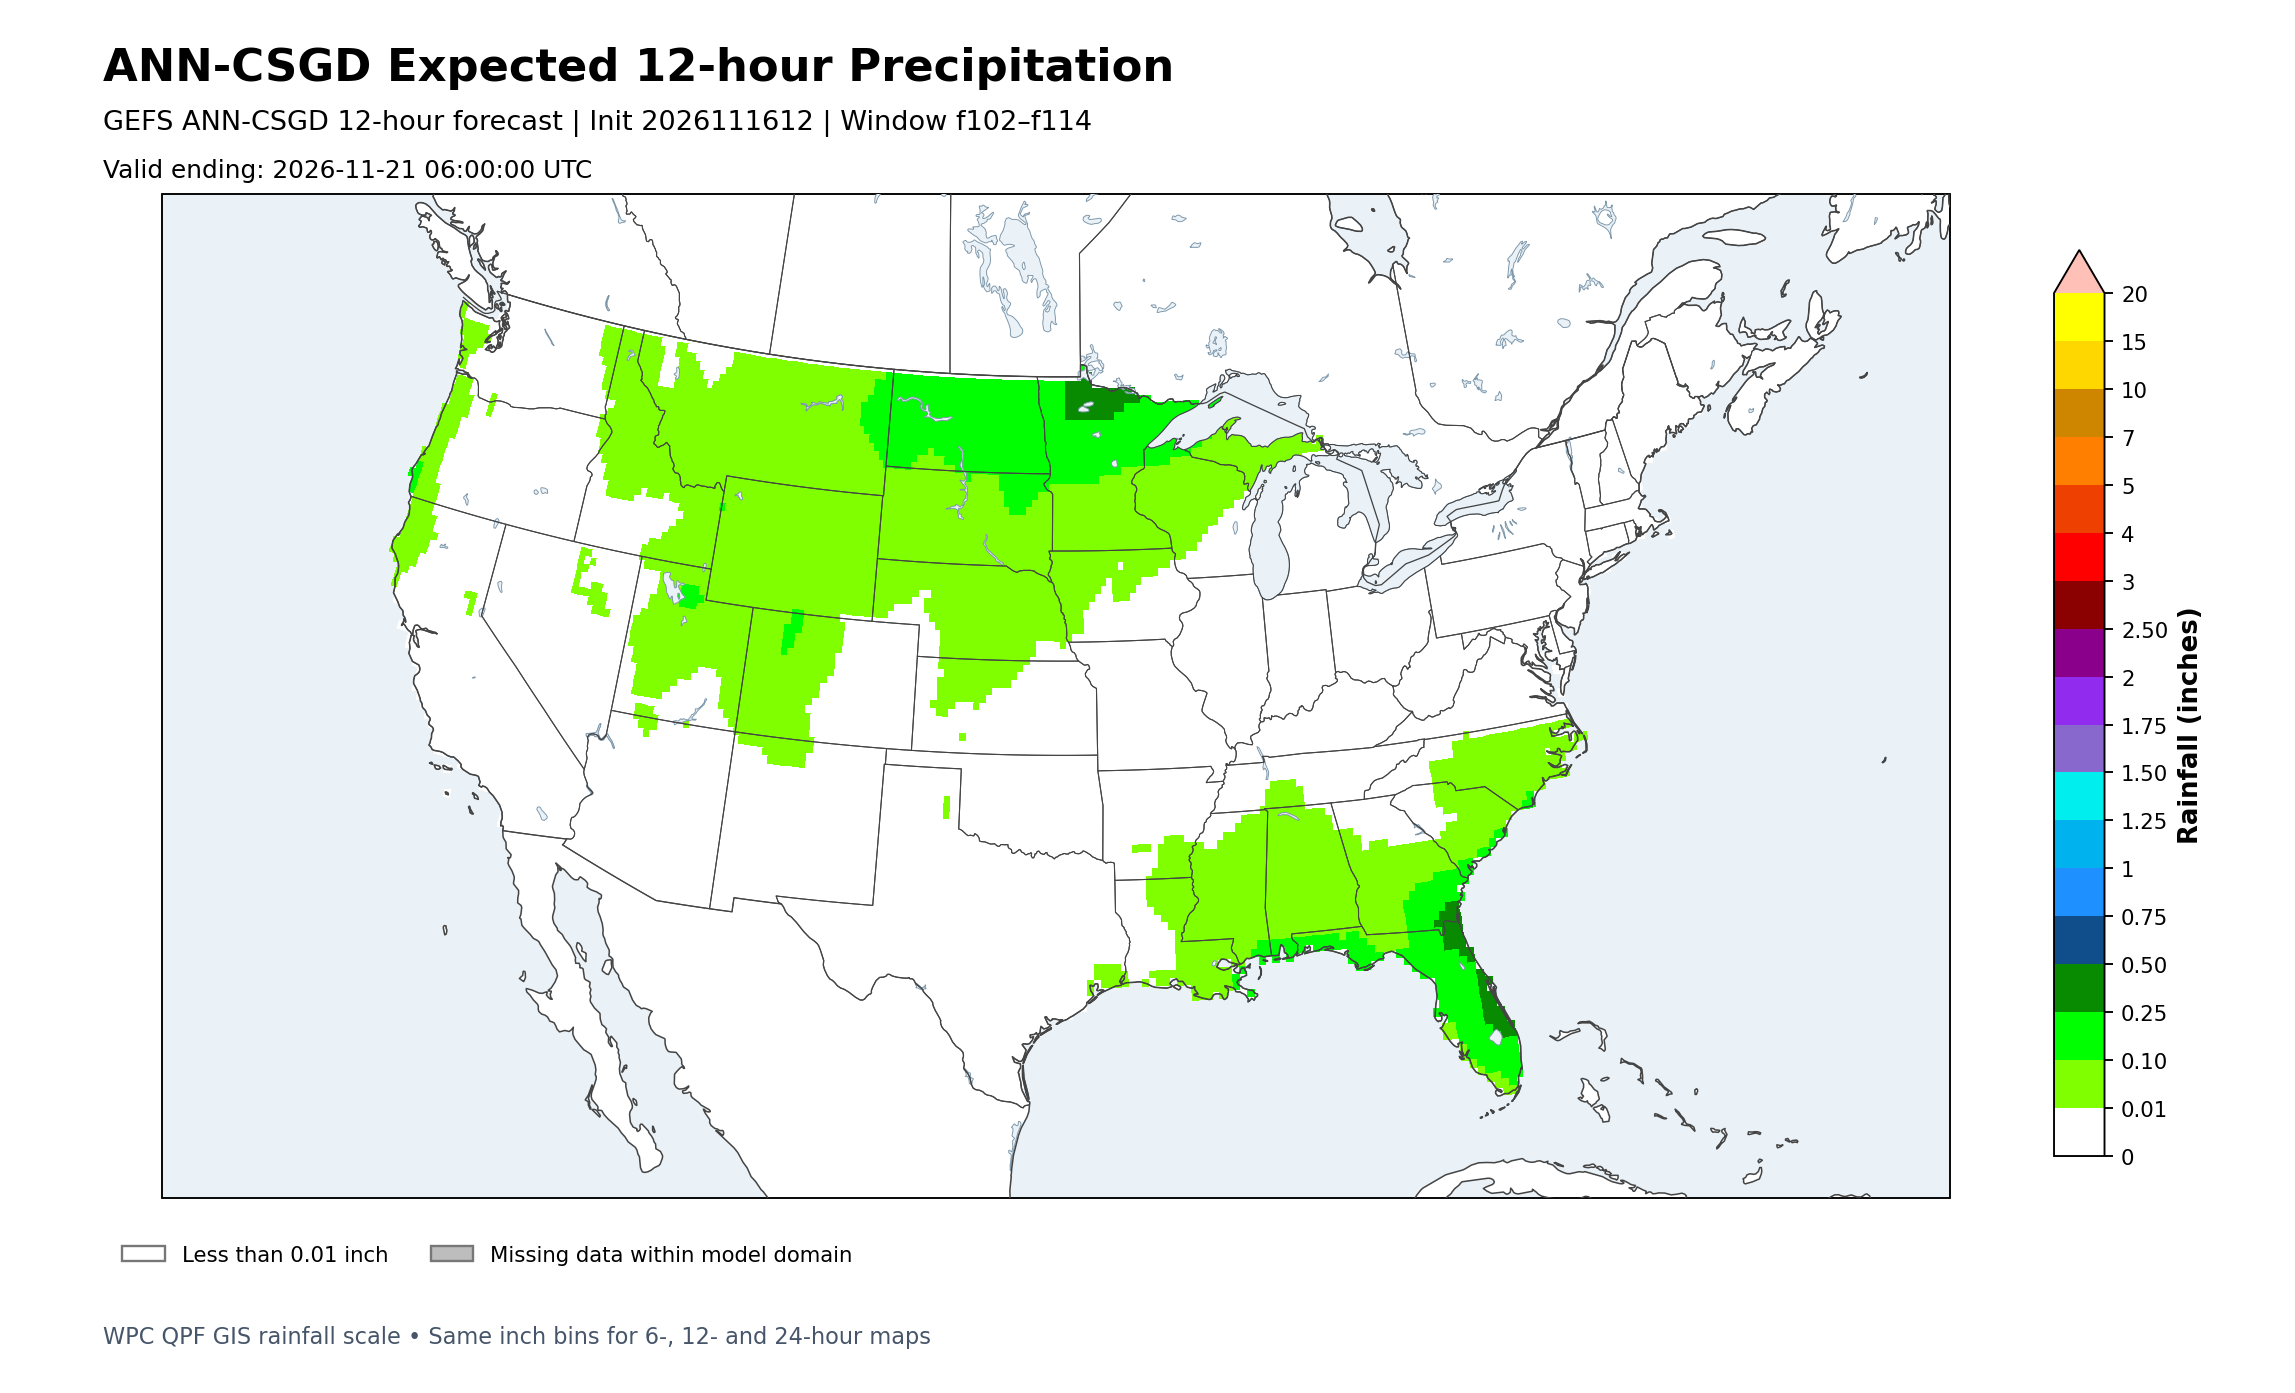 ANN-CSGD Expected 12-hour Precipitation
GEFS ANN-CSGD 12-hour forecast | Init 2026111612 | Window f102–f114
Valid ending: 2026-11-21 06:00:00 UTC
20
15
10
7
5
4
3
2.50
2
1.75
1.50
1.25
1
0.75
0.50
0.25
0.10
0.01
0
Rainfall (inches)
Less than 0.01 inch
Missing data within model domain
WPC QPF GIS rainfall scale • Same inch bins for 6-, 12- and 24-hour maps